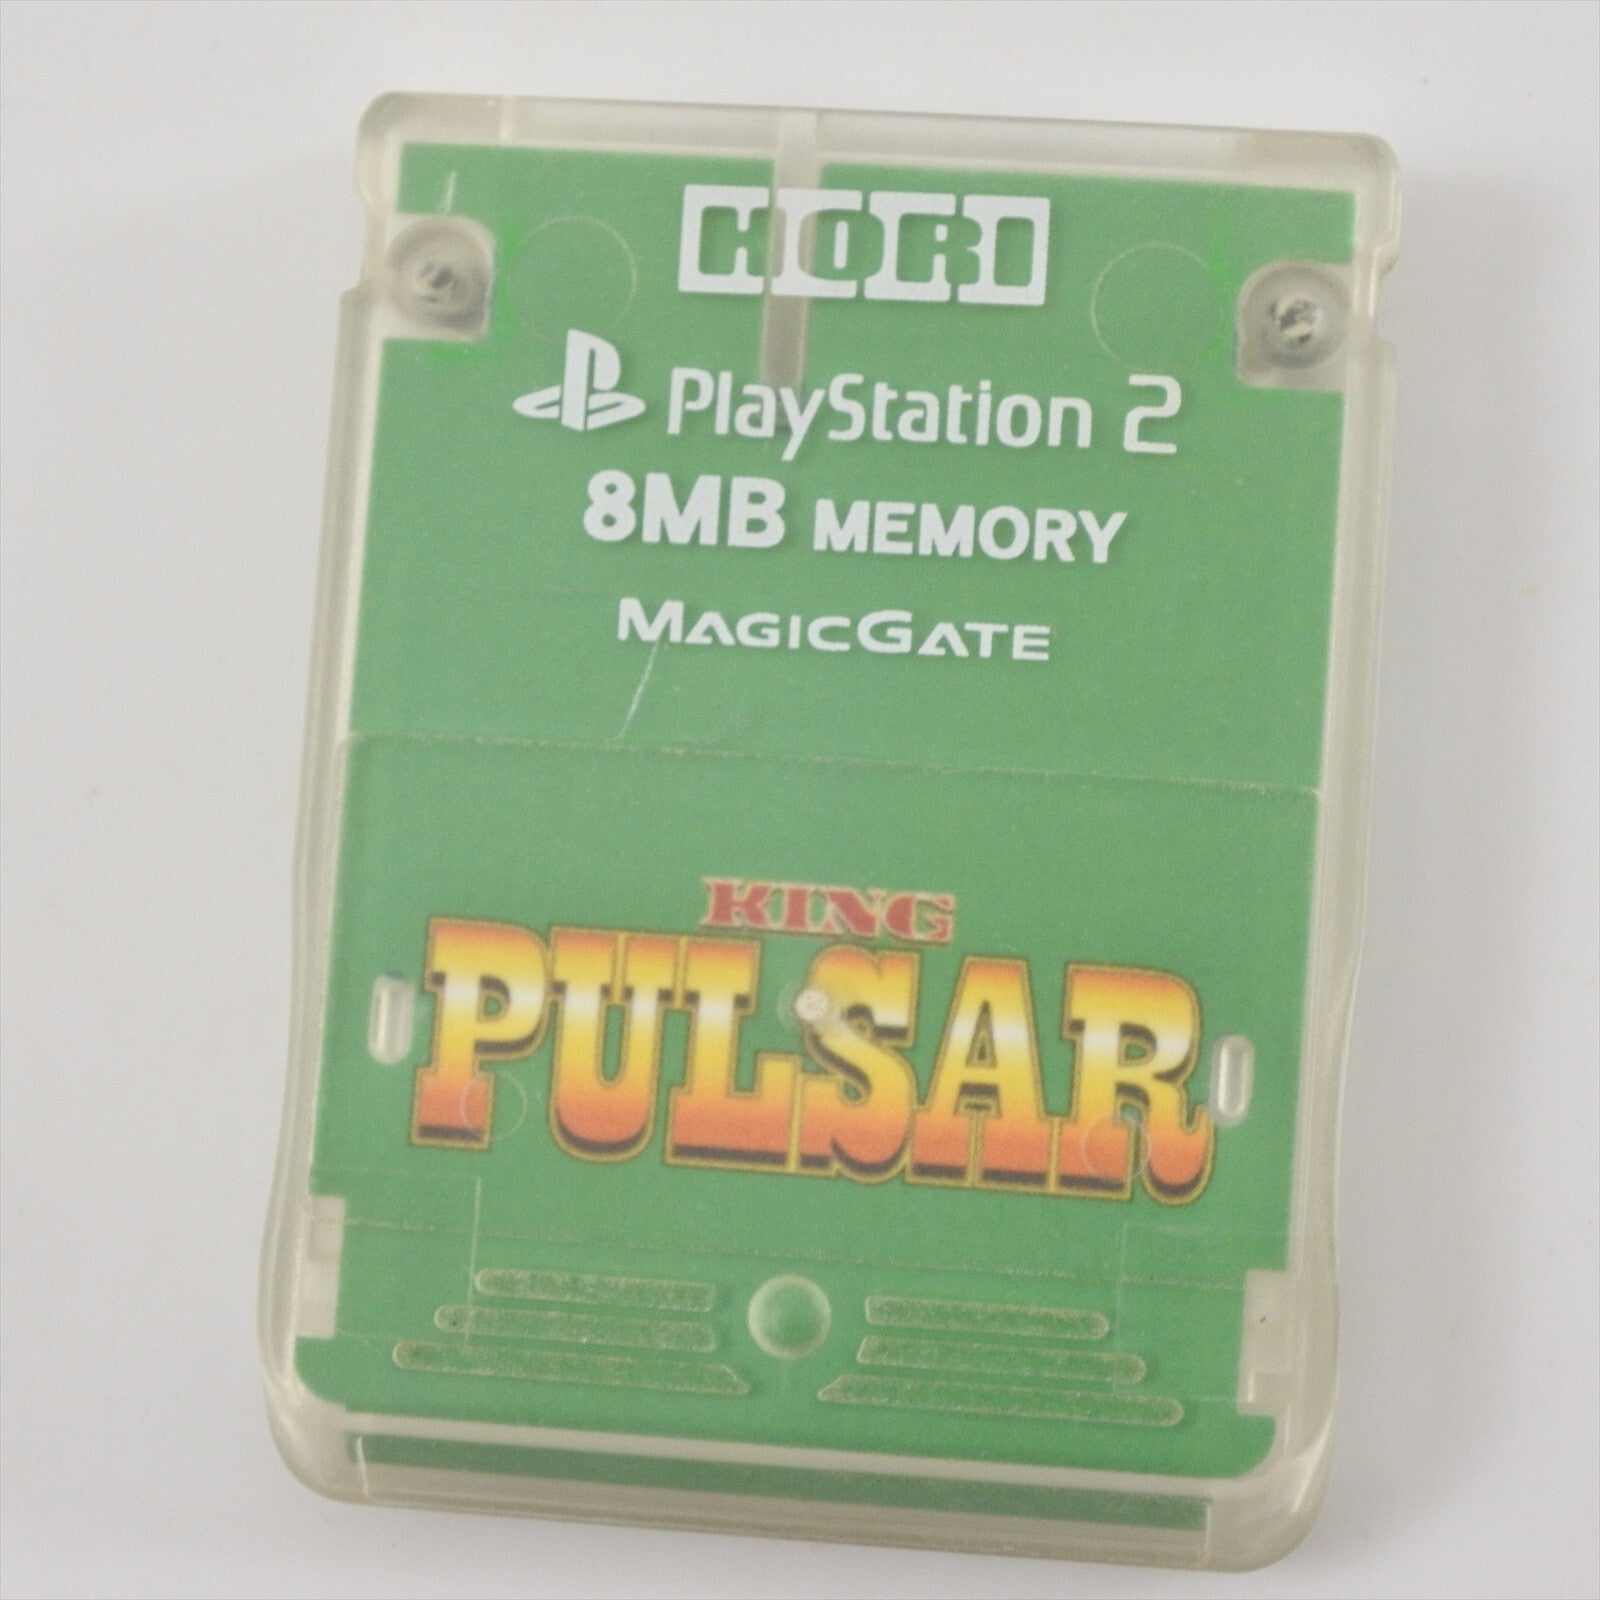 HORI
PlayStation 2
8MB MEMORY
MAGICGATE
KING
PULSAR